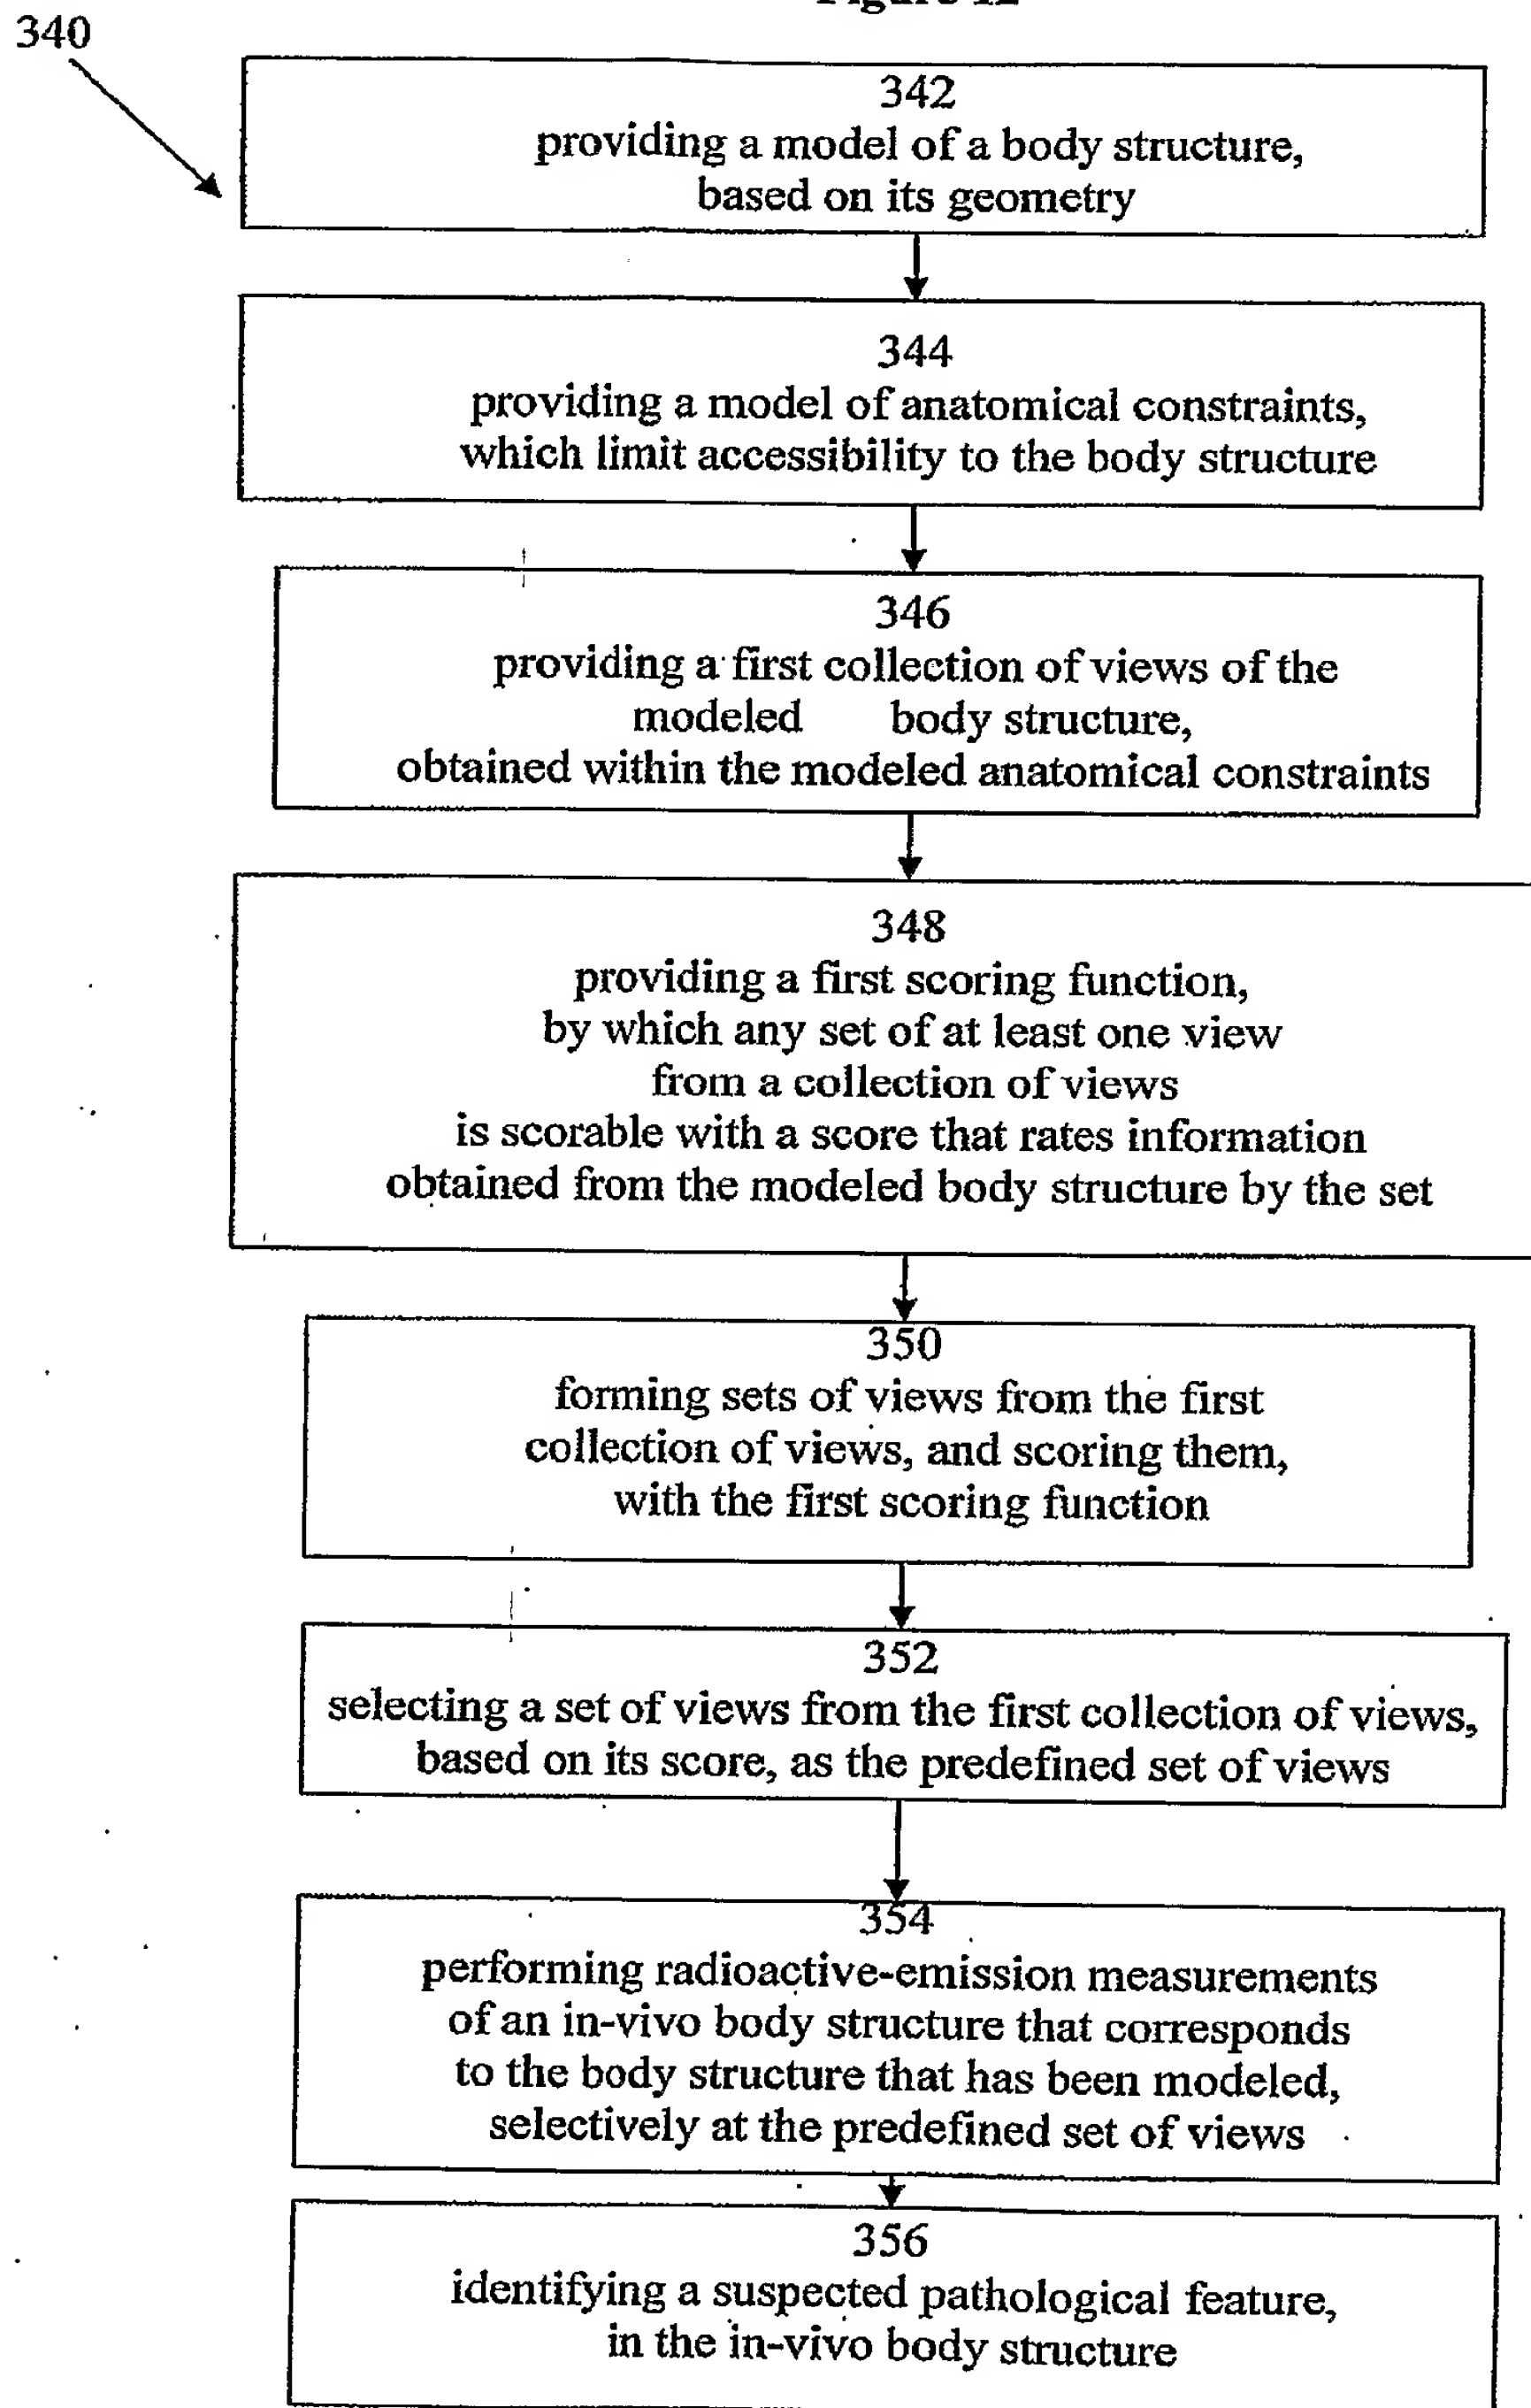 340
342
providing a model of a body structure,
based on its geometry
344
providing a model of anatomical constraints,
which limit accessibility to the body structure
346
providing a first collection of views of the
modeled body structure,
obtained within the modeled anatomical constraints
348
providing a first scoring function,
by which any set of at least one view
from a collection of views
is scorable with a score that rates information
obtained from the modeled body structure by the set
350
forming sets of views from the first
collection of views, and scoring them,
with the first scoring function
352
selecting a set of views from the first collection of views,
based on its score, as the predefined set of views
354
performing radioactive-emission measurements
of an in-vivo body structure that corresponds
to the body structure that has been modeled,
selectively at the predefined set of views
356
identifying a suspected pathological feature,
in the in-vivo body structure